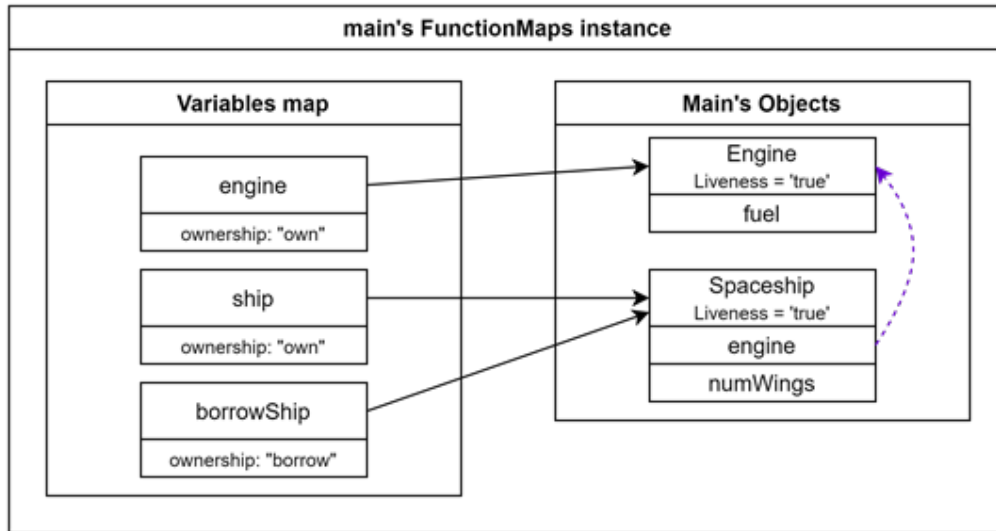 main's FunctionMaps instance
Variables map
engine
ownership: "own"
ship
ownership: "own"
borrowShip
ownership: "borrow"
Main's Objects
Engine
Liveness = 'true'
fuel
Spaceship
Liveness = 'true'
engine
numWings